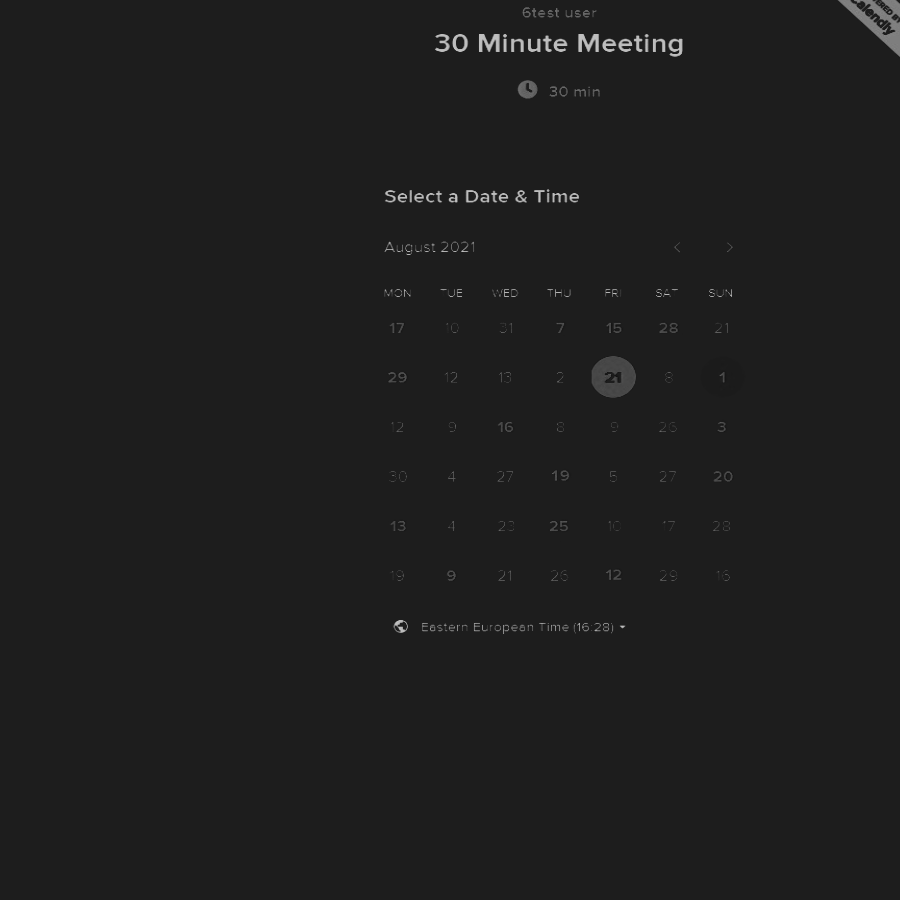 6test user
POWERED BY
Calendly
30 Minute Meeting
30 min
Select a Date & Time
August 2021
MON TUE WED THU FRI SAT SUN
17 10 31 7 15 28 21
29 12 13 2 21 8 1
12 9 16 8 9 26 3
30 4 27 19 5 27 20
13 4 23 25 10 17 28
19 9 21 26 12 29 16
Eastern European Time (16:28)